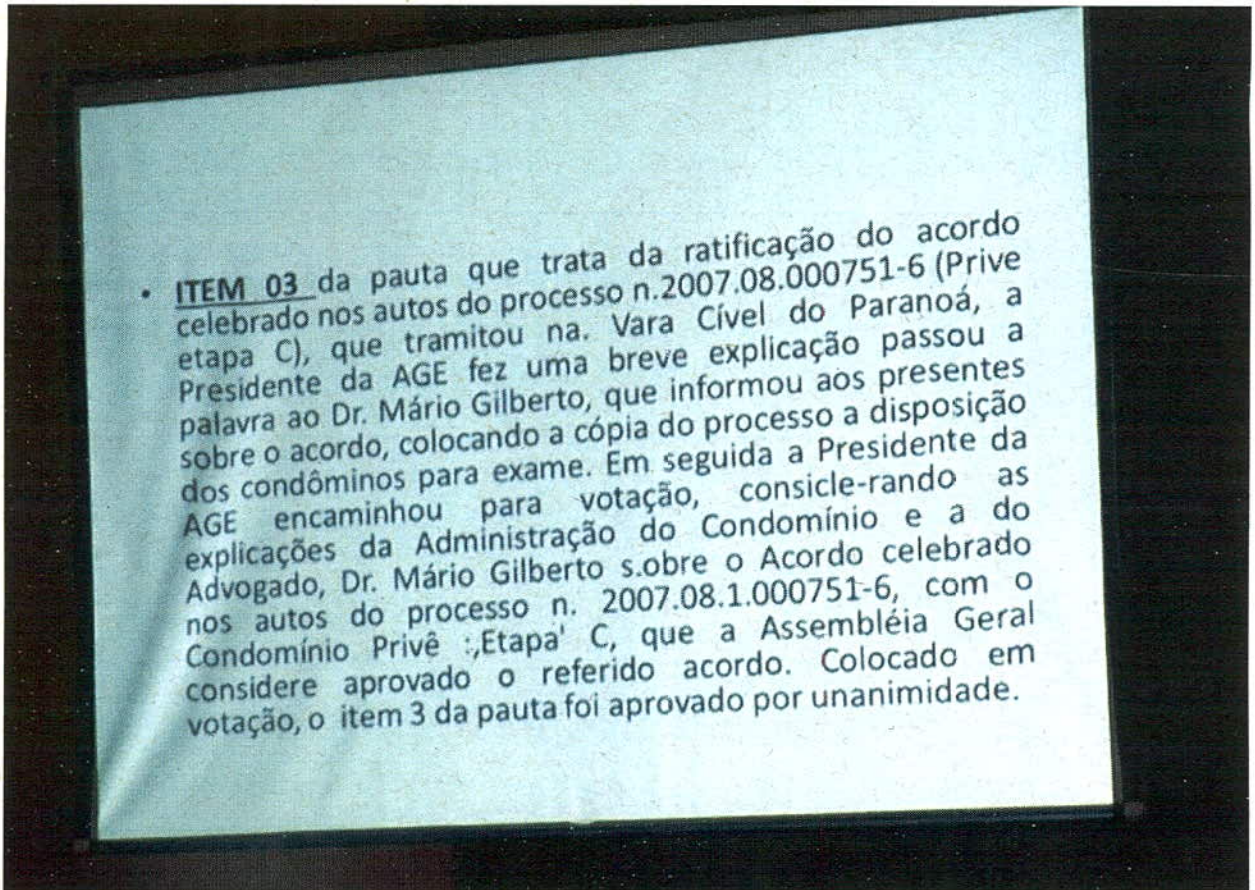 • ITEM 03 da pauta que trata da ratificação do acordo
celebrado nos autos do processo n.2007.08.000751-6 (Prive
etapa C), que tramitou na. Vara Cível do Paranoá, a
Presidente da AGE fez uma breve explicação passou a
palavra ao Dr. Mário Gilberto, que informou aos presentes
sobre o acordo, colocando a cópia do processo a disposição
dos condôminos para exame. Em seguida a Presidente da
AGE encaminhou para votação, consicle-rando as
explicações da Administração do Condomínio e a do
Advogado, Dr. Mário Gilberto s.obre o Acordo celebrado
nos autos do processo n. 2007.08.1.000751-6, com o
Condomínio Privê :,Etapa' C, que a Assembléia Geral
considere aprovado o referido acordo. Colocado em
votação, o item 3 da pauta foi aprovado por unanimidade.